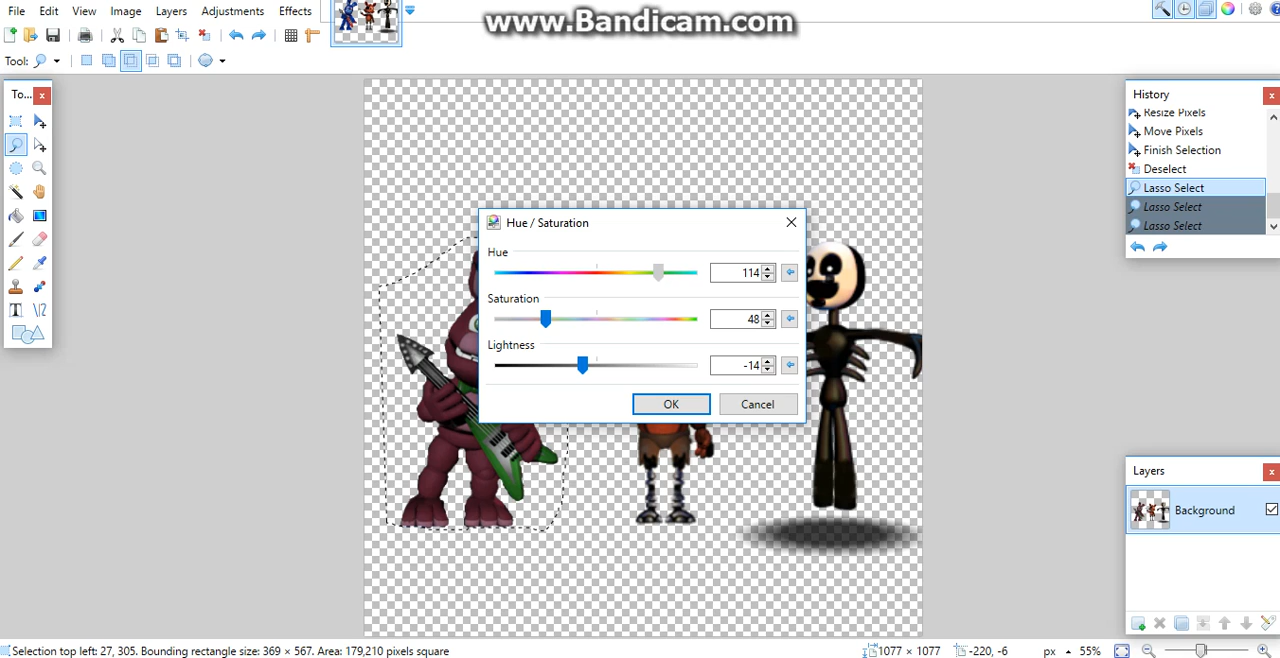 File Edit View Image Layers Adjustments Effects
www.Bandicam.com
Tool:
To...
History
Resize Pixels
Move Pixels
Finish Selection
Deselect
Lasso Select
Lasso Select
Lasso Select
Hue / Saturation
Hue
114
Saturation
48
Lightness
-14
OK Cancel
Layers
Background
Selection top left: 27, 305. Bounding rectangle size: 369 × 567. Area: 179,210 pixels square
1077 × 1077 -220, -6 px 55%